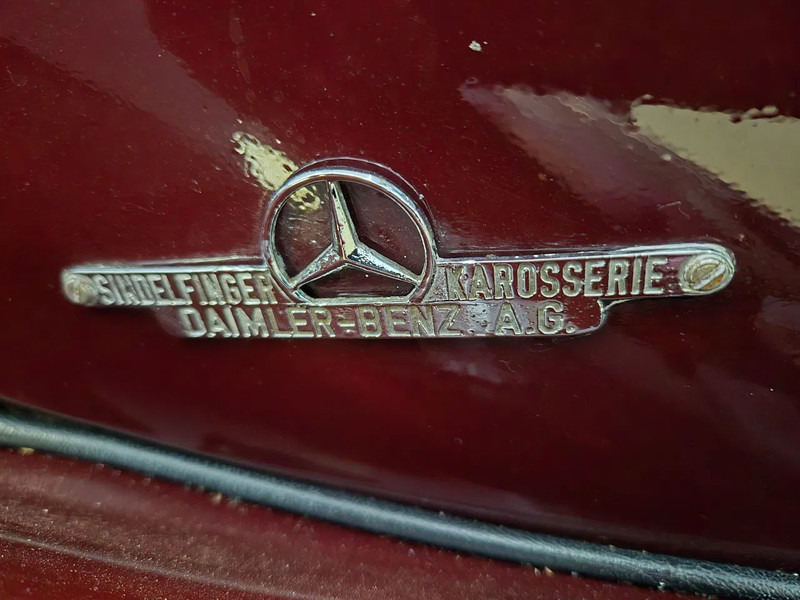 SINDELFINGER KAROSSERIE
DAIMLER-BENZ A.G.